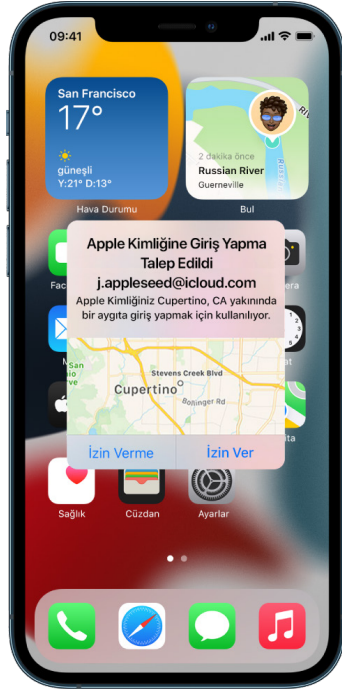 09:41
San Francisco
17°
güneşli
Y:21° D:13°
2 dakika önce
Russian River
Guerneville
Hava Durumu
Bul
Apple Kimliğine Giriş Yapma
Talep Edildi
j.appleseed@icloud.com
Apple Kimliğiniz Cupertino, CA yakınında
bir aygıta giriş yapmak için kullanılıyor.
Stevens Creek Blvd
Cupertino
Bollinger Rd
İzin Verme
İzin Ver
Sağlık
Cüzdan
Ayarlar